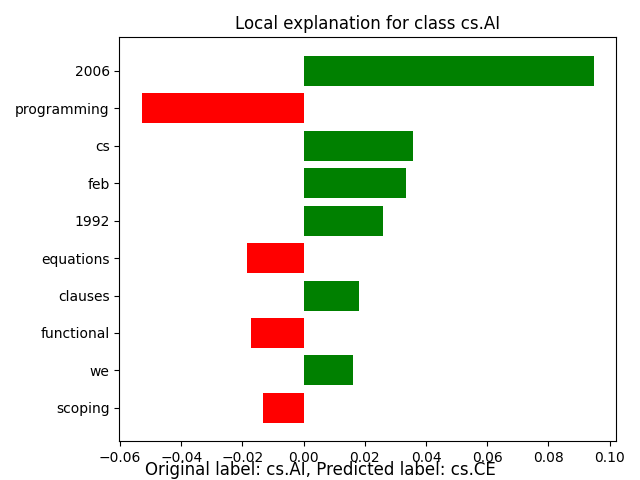 Local explanation for class cs.AI
2006
programming
cs
feb
1992
equations
clauses
functional
we
scoping
−0.06 −0.04 −0.02 0.00 0.02 0.04 0.06 0.08 0.10
Original label: cs.AI, Predicted label: cs.CE